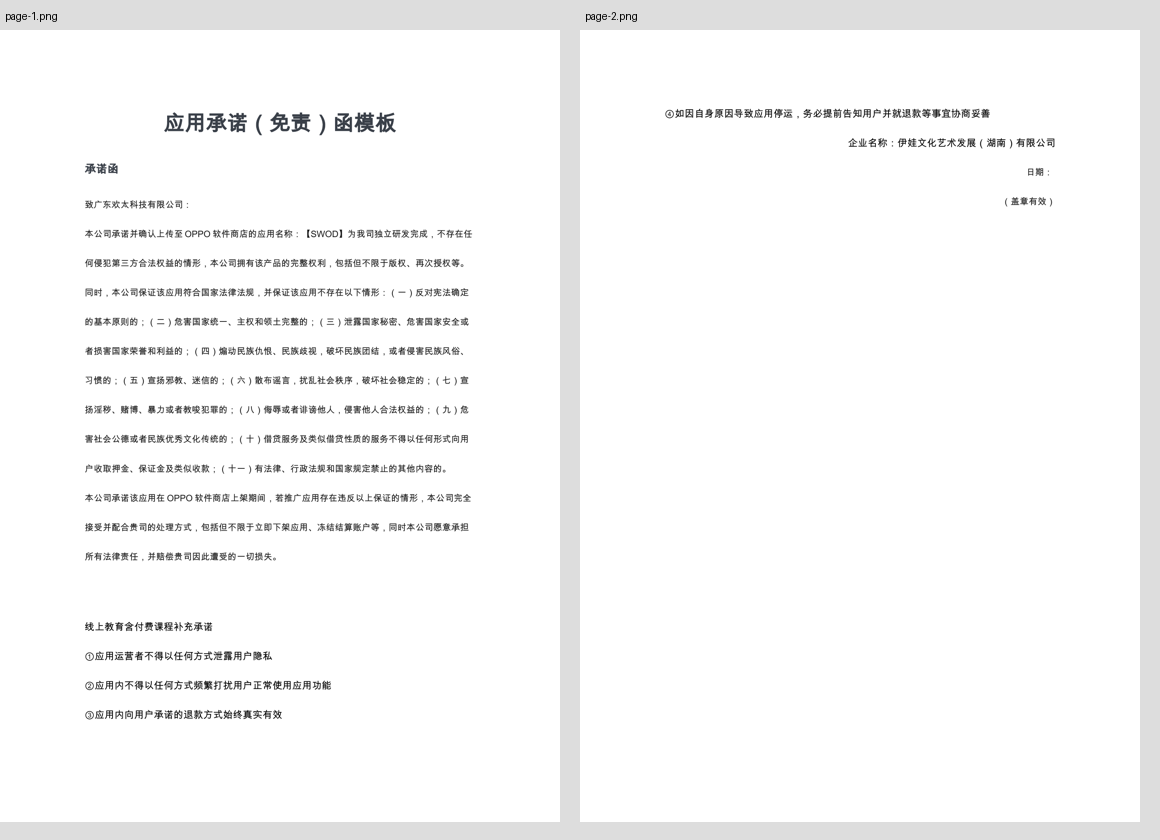 page-1.png
应用承诺（免责）函模板
承诺函
致广东欢太科技有限公司：
本公司承诺并确认上传至 OPPO 软件商店的应用名称：【SWOD】为我司独立研发完成，不存在任
何侵犯第三方合法权益的情形，本公司拥有该产品的完整权利，包括但不限于版权、再次授权等。
同时，本公司保证该应用符合国家法律法规，并保证该应用不存在以下情形：（一）反对宪法确定
的基本原则的；（二）危害国家统一、主权和领土完整的；（三）泄露国家秘密、危害国家安全或
者损害国家荣誉和利益的；（四）煽动民族仇恨、民族歧视，破坏民族团结，或者侵害民族风俗、
习惯的；（五）宣扬邪教、迷信的；（六）散布谣言，扰乱社会秩序，破坏社会稳定的；（七）宣
扬淫秽、赌博、暴力或者教唆犯罪的；（八）侮辱或者诽谤他人，侵害他人合法权益的；（九）危
害社会公德或者民族优秀文化传统的；（十）借贷服务及类似借贷性质的服务不得以任何形式向用
户收取押金、保证金及类似收款；（十一）有法律、行政法规和国家规定禁止的其他内容的。
本公司承诺该应用在 OPPO 软件商店上架期间，若推广应用存在违反以上保证的情形，本公司完全
接受并配合贵司的处理方式，包括但不限于立即下架应用、冻结结算账户等，同时本公司愿意承担
所有法律责任，并赔偿贵司因此遭受的一切损失。
线上教育含付费课程补充承诺
①应用运营者不得以任何方式泄露用户隐私
②应用内不得以任何方式频繁打扰用户正常使用应用功能
③应用内向用户承诺的退款方式始终真实有效
page-2.png
④如因自身原因导致应用停运，务必提前告知用户并就退款等事宜协商妥善
企业名称：伊娃文化艺术发展（湖南）有限公司
日期：
（盖章有效）